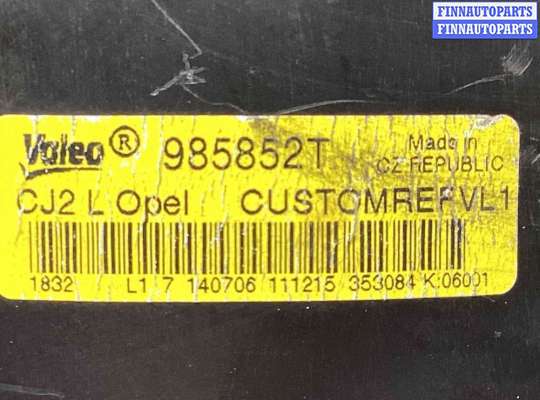 FINNAUTOPARTS
FINNAUTOPARTS
Valeo® 985852T Made in
CZ REPUBLIC
CJ2 L Opel CUSTOMREFVL1
1832 L1 7 140706 111215 353084 K:06001